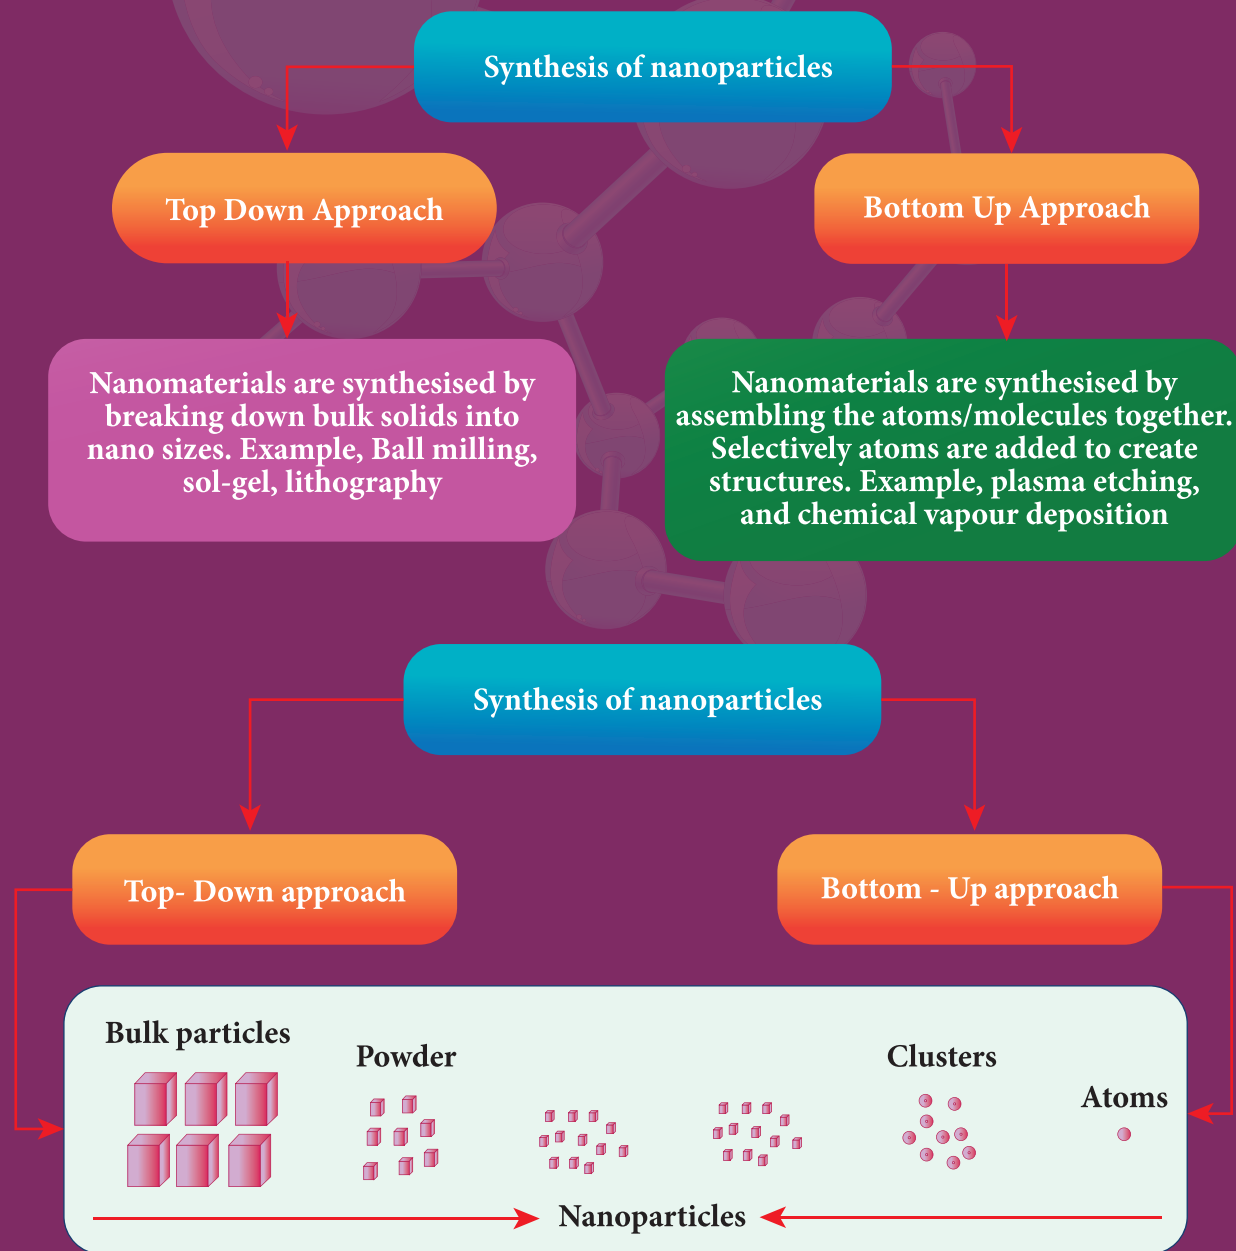 Synthesis of nanoparticles
Top Down Approach
Bottom Up Approach
Nanomaterials are synthesised by
breaking down bulk solids into
nano sizes. Example, Ball milling,
sol-gel, lithography
Nanomaterials are synthesised by
assembling the atoms/molecules together.
Selectively atoms are added to create
structures. Example, plasma etching,
and chemical vapour deposition
Synthesis of nanoparticles
Top- Down approach
Bottom - Up approach
Bulk particles
Powder
Clusters
Atoms
Nanoparticles